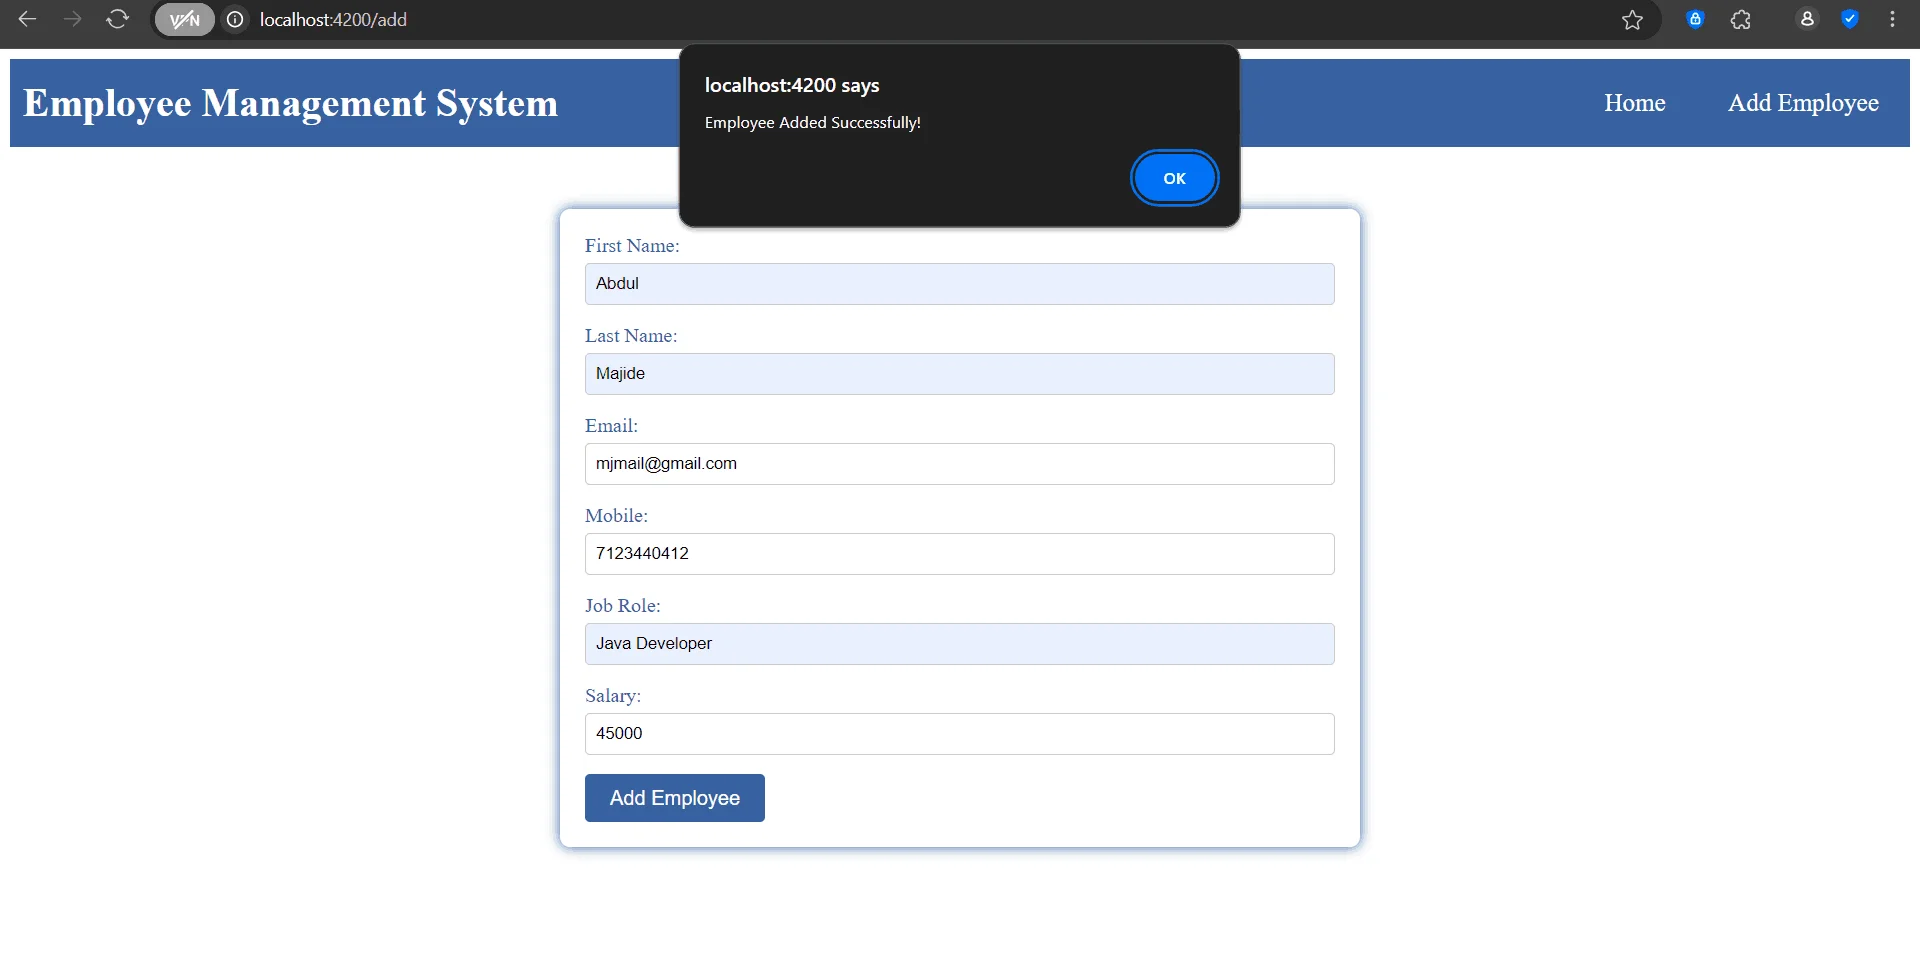 VPN
localhost:4200/add
localhost:4200 says
Employee Added Successfully!
OK
Employee Management System
Home
Add Employee
First Name:
Abdul
Last Name:
Majide
Email:
mjmail@gmail.com
Mobile:
7123440412
Job Role:
Java Developer
Salary:
45000
Add Employee